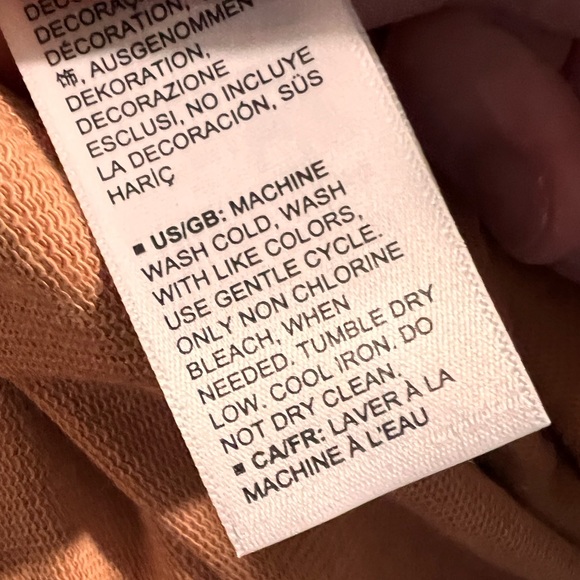 DECORAÇ
DÉCORATION,
饰, AUSGENOMMEN
DEKORATION,
DECORAZIONE
ESCLUSI, NO INCLUYE
LA DECORACIÓN, SÜS
HARİÇ
■ US/GB: MACHINE
WASH COLD, WASH
WITH LIKE COLORS,
USE GENTLE CYCLE.
ONLY NON CHLORINE
BLEACH, WHEN
NEEDED. TUMBLE DRY
LOW. COOL IRON. DO
NOT DRY CLEAN.
■ CA/FR: LAVER À LA
MACHINE À L'EAU